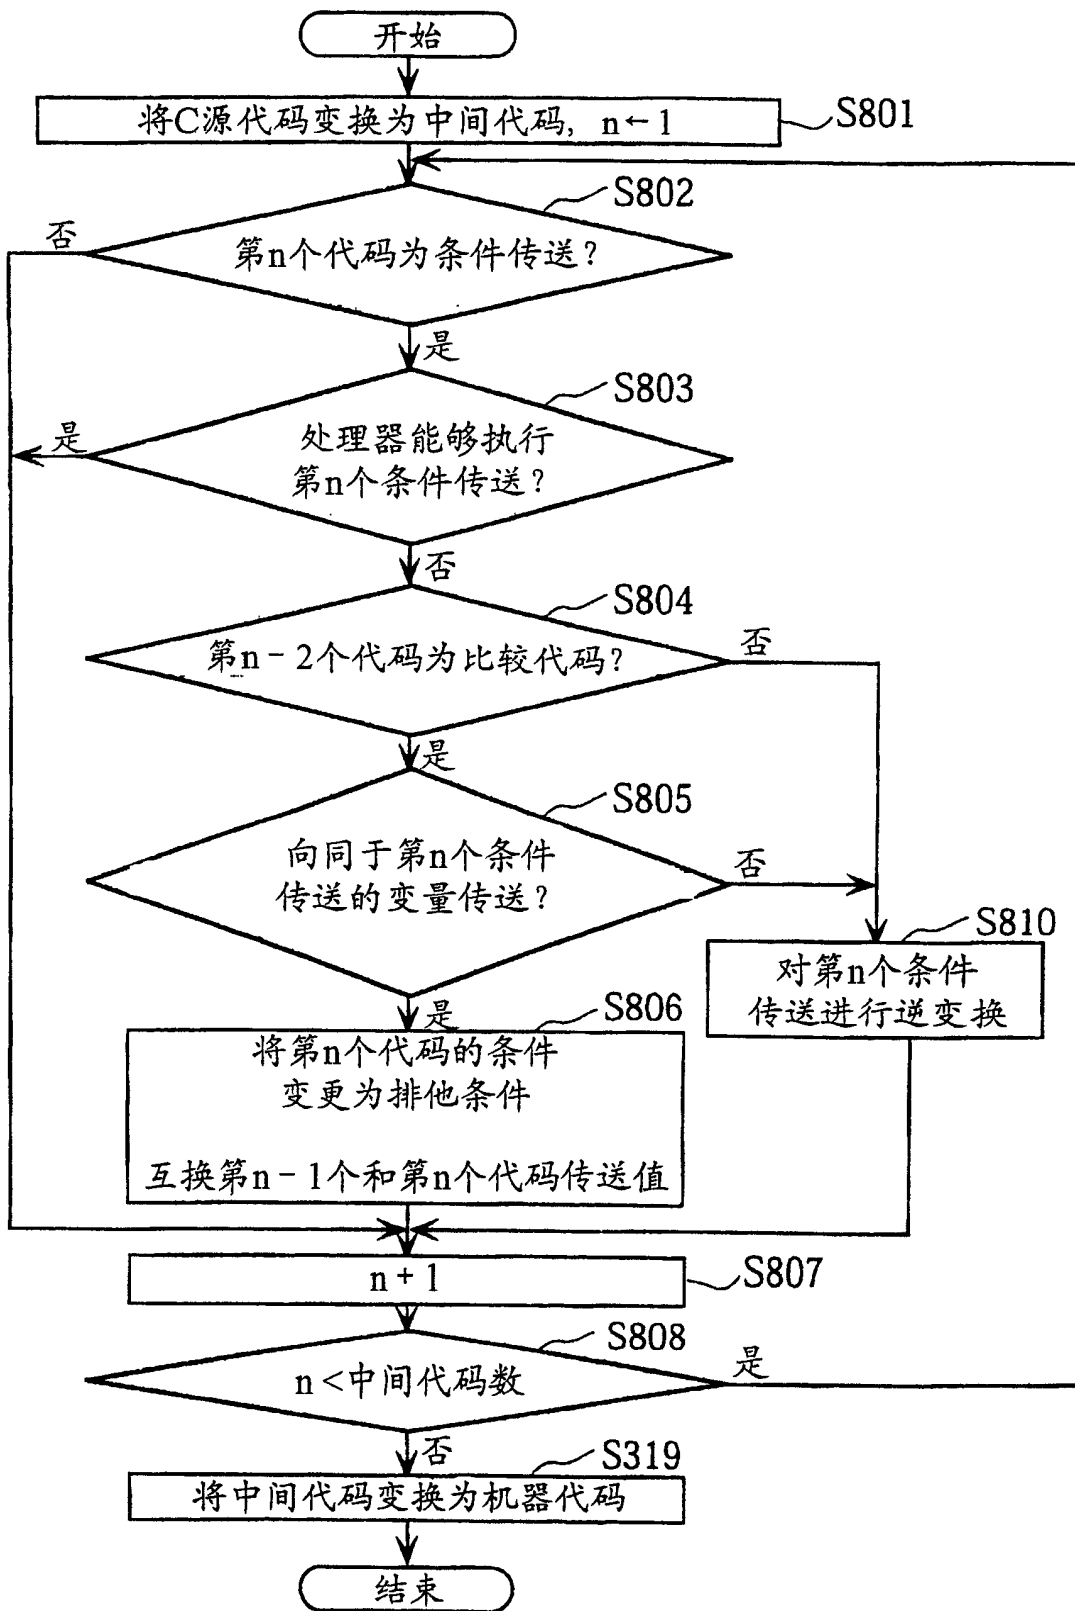 开始
将C源代码变换为中间代码, n←1
S801
S802
否
第n个代码为条件传送?
是
S803
是
处理器能够执行
第n个条件传送?
否
S804
第n-2个代码为比较代码?
否
是
S805
向同于第n个条件
传送的变量传送?
否
S810
对第n个条件
传送进行逆变换
是
S806
将第n个代码的条件
变更为排他条件
互换第n-1个和第n个代码传送值
n+1
S807
S808
n<中间代码数
是
否
S319
将中间代码变换为机器代码
结束